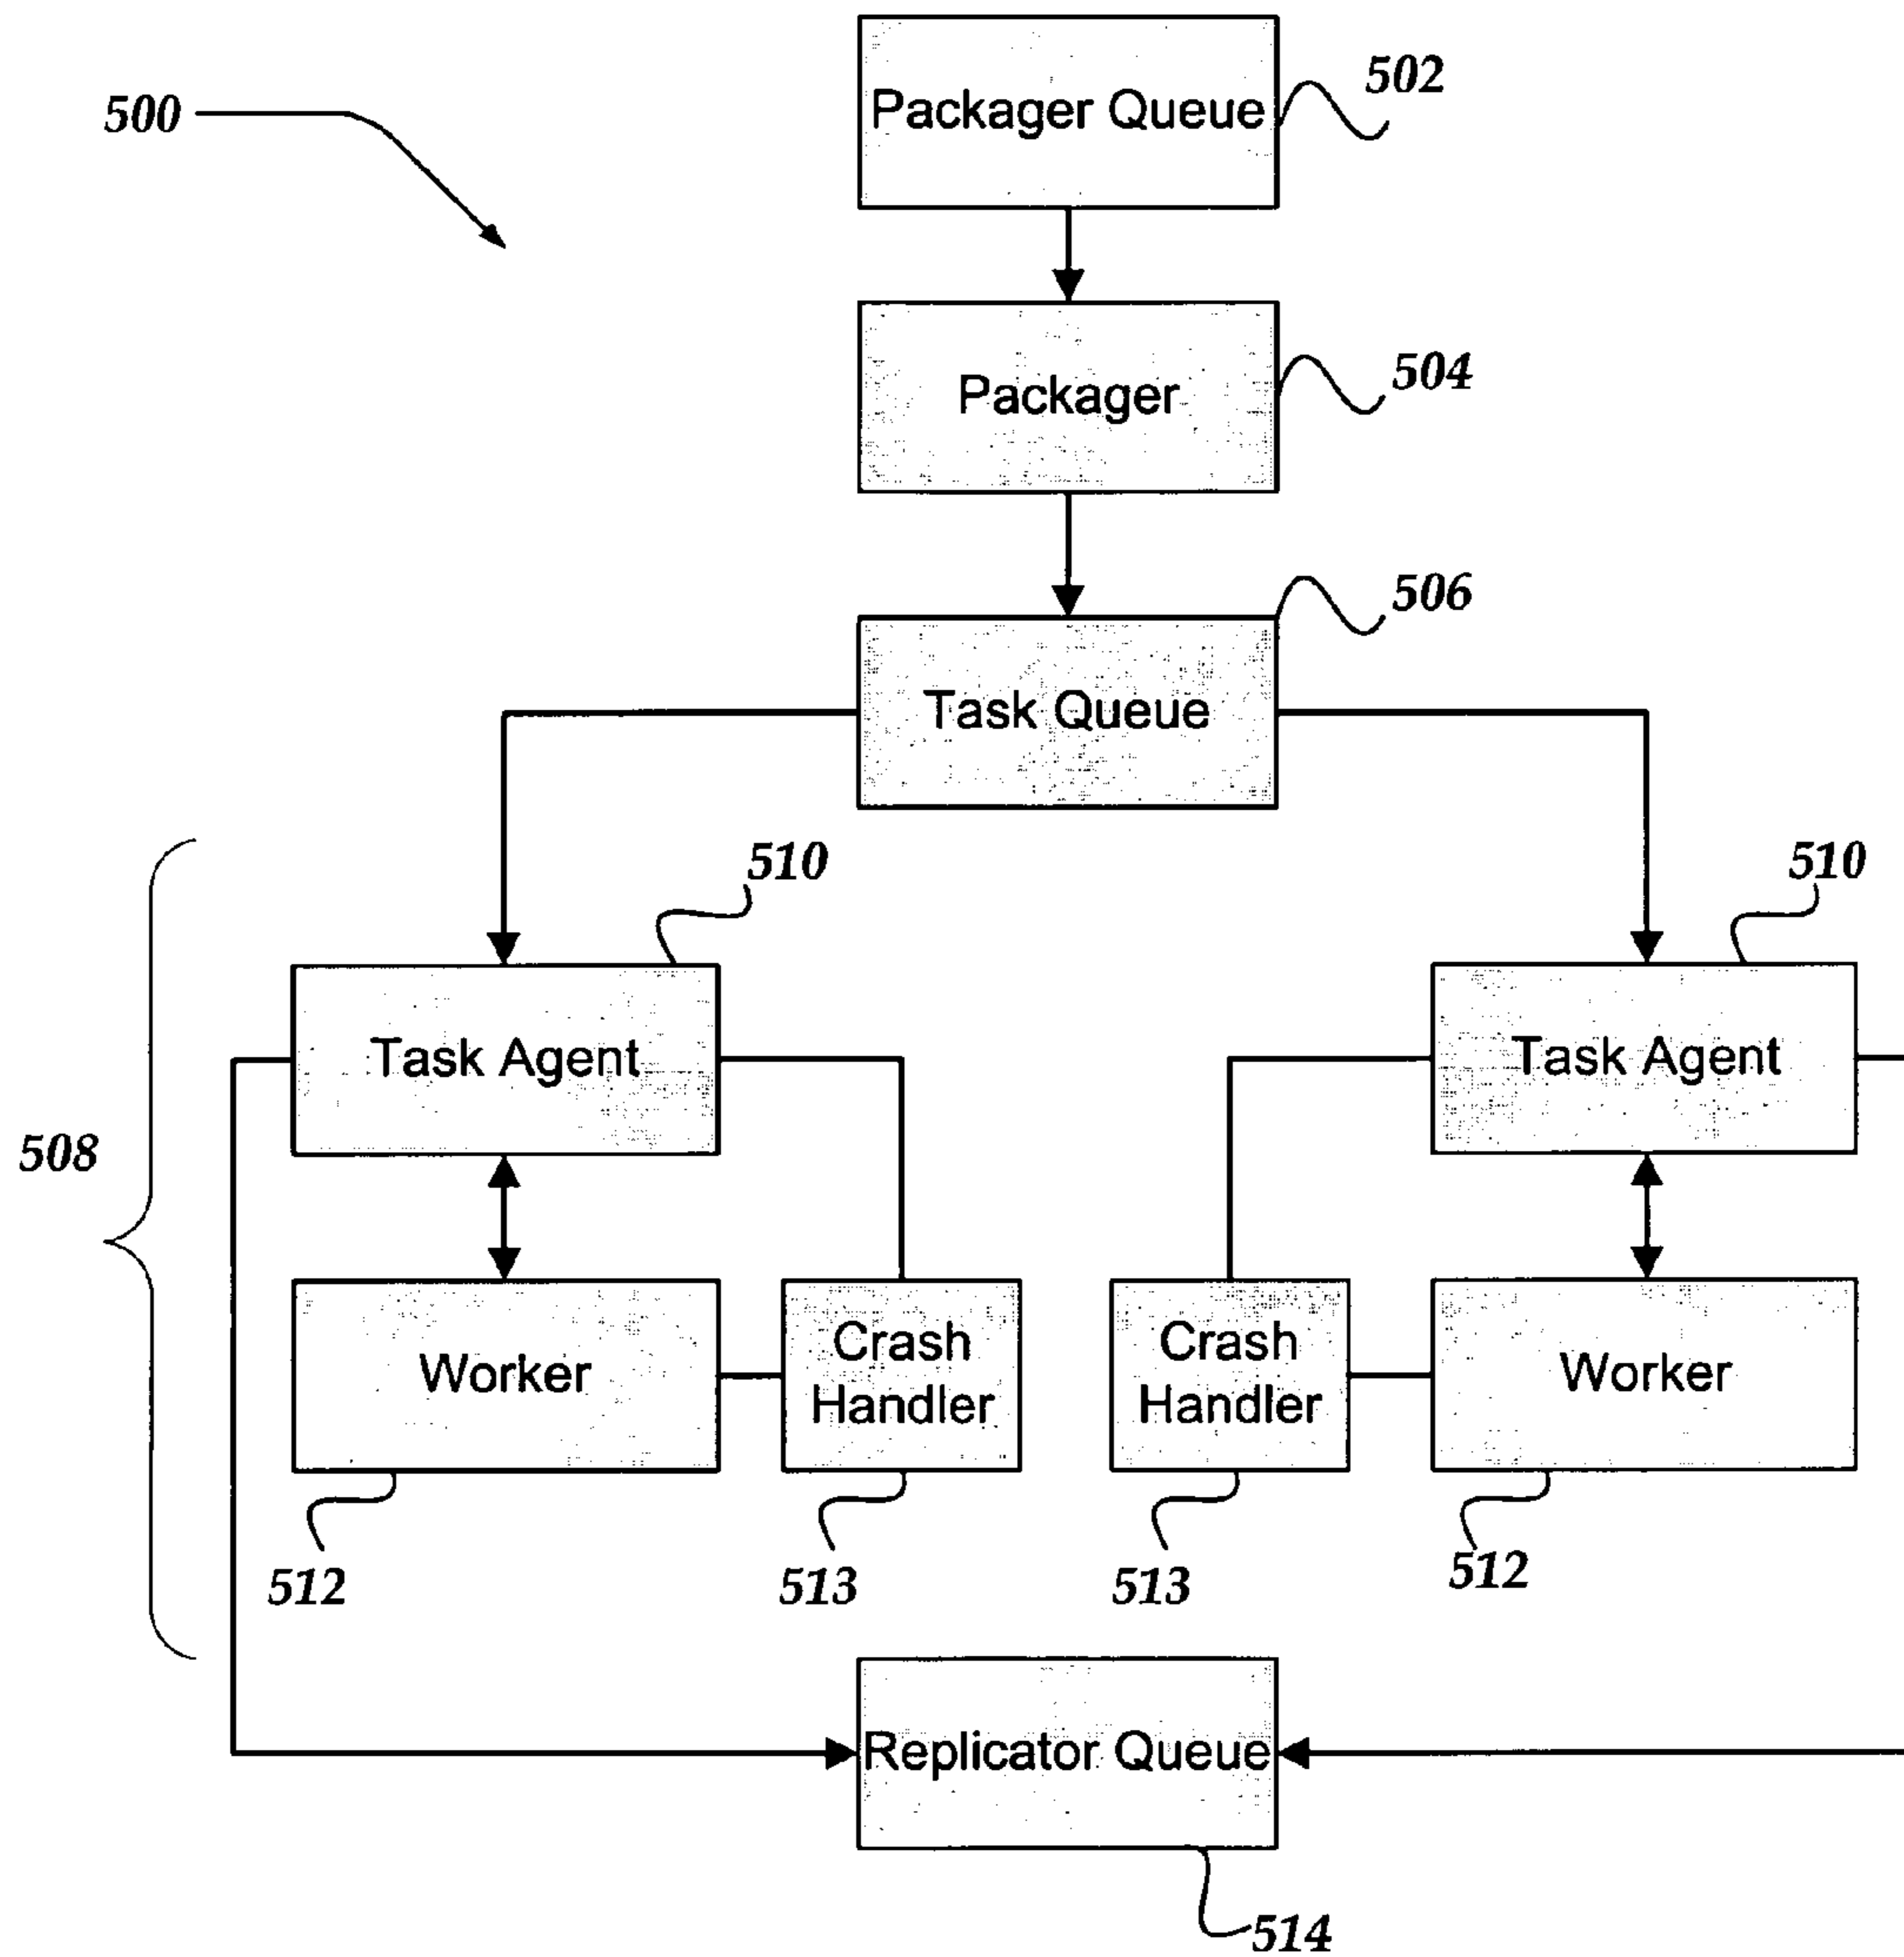 Packager Queue
502
500
Packager
504
506
Task Queue
510
510
Task Agent
Task Agent
508
Worker
Crash
Handler
Crash
Handler
Worker
512
513
513
512
Replicator Queue
514